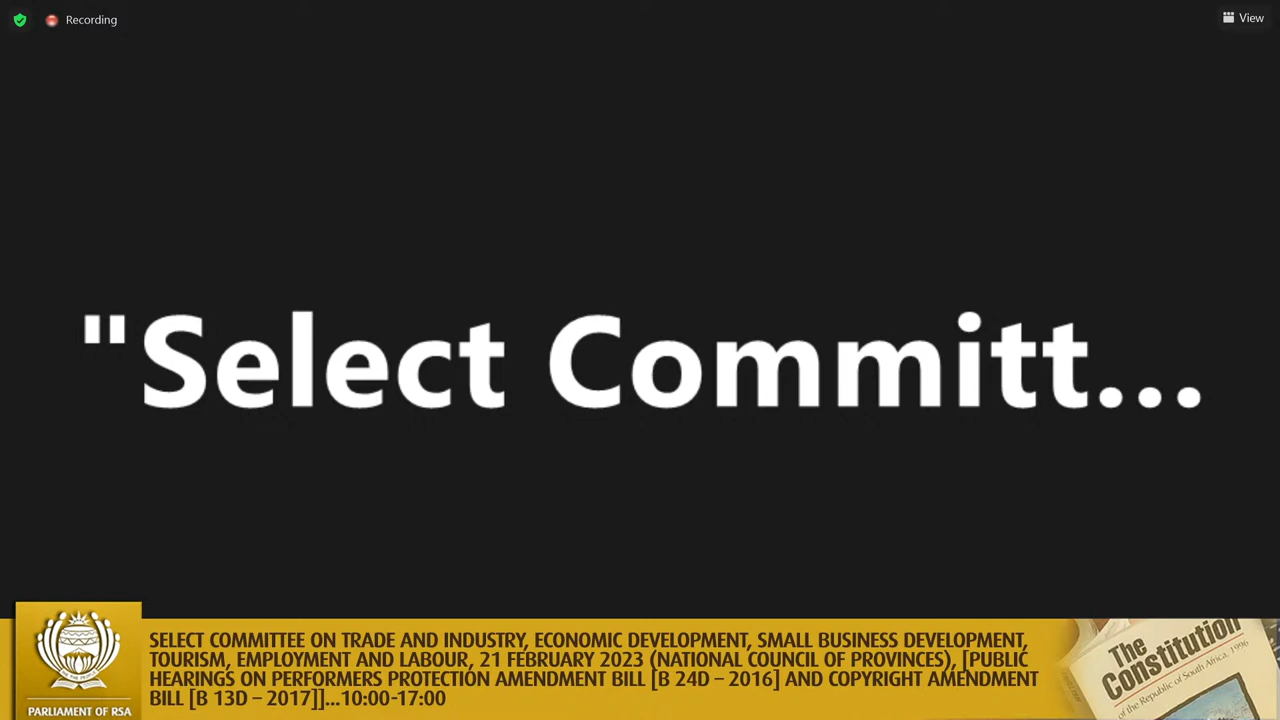 Recording
View
"Select Committ...
SELECT COMMITTEE ON TRADE AND INDUSTRY, ECONOMIC DEVELOPMENT, SMALL BUSINESS DEVELOPMENT,
TOURISM, EMPLOYMENT AND LABOUR, 21 FEBRUARY 2023 (NATIONAL COUNCIL OF PROVINCES), [PUBLIC
HEARINGS ON PERFORMERS PROTECTION AMENDMENT BILL [B 24D – 2016] AND COPYRIGHT AMENDMENT
BILL [B 13D – 2017]]...10:00-17:00
PARLIAMENT OF RSA
The
Constitution
of the Republic of South Africa, 1996